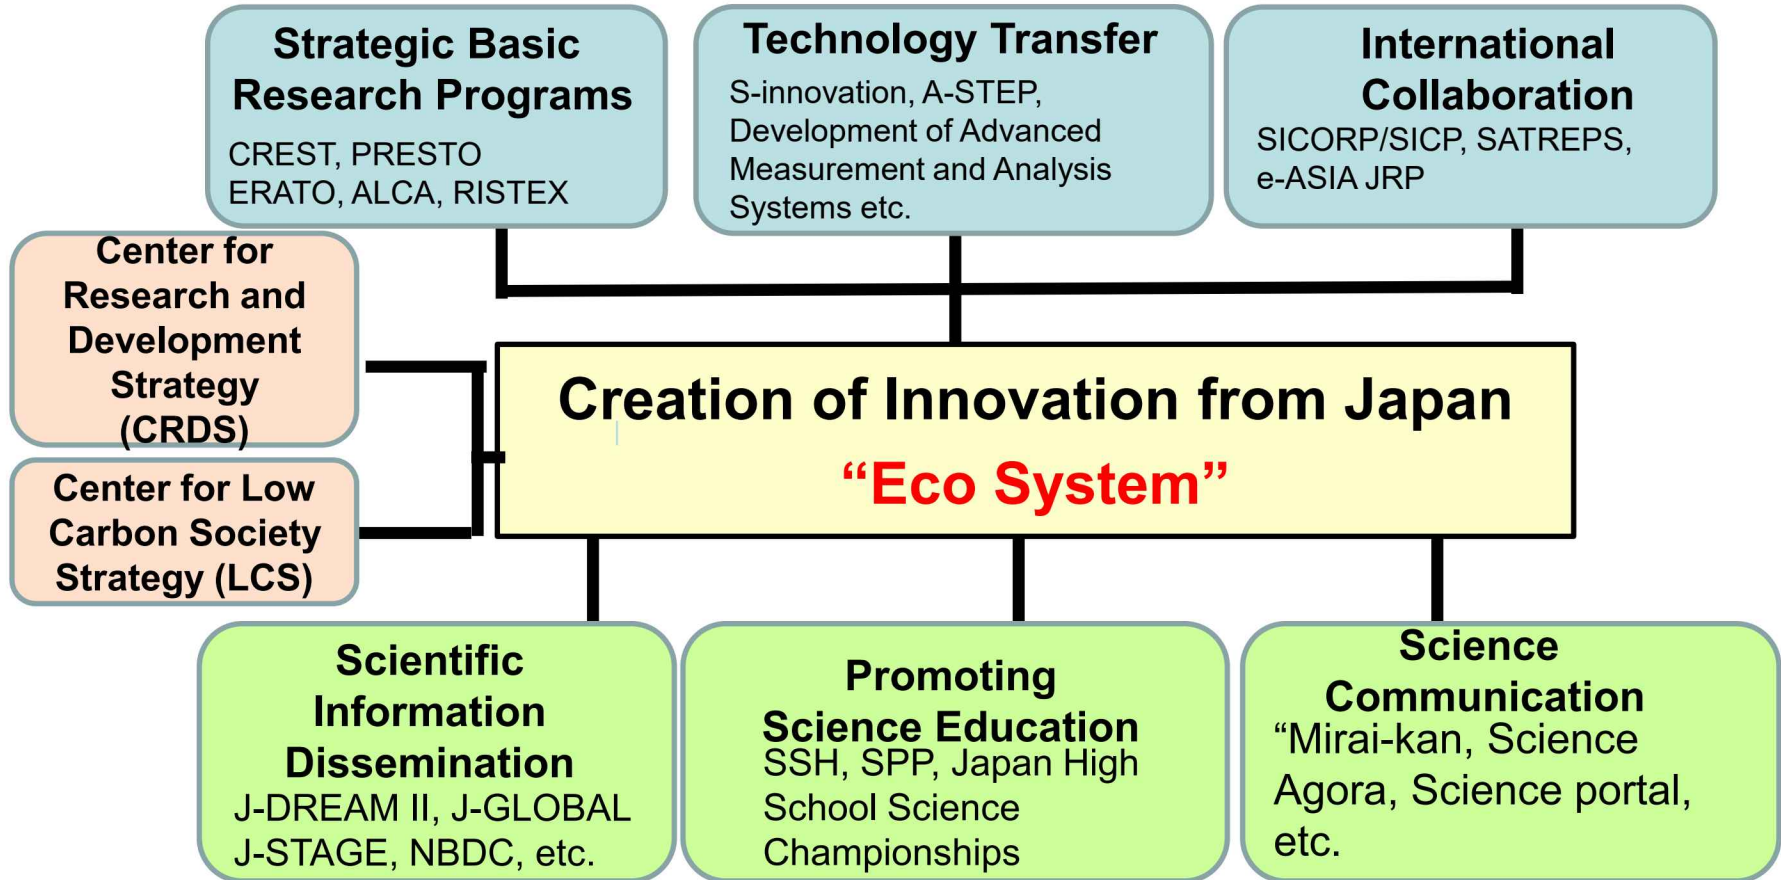 Strategic Basic
Research Programs
CREST, PRESTO
ERATO, ALCA, RISTEX
Technology Transfer
S-innovation, A-STEP,
Development of Advanced
Measurement and Analysis
Systems etc.
International
Collaboration
SICORP/SICP, SATREPS,
e-ASIA JRP
Center for
Research and
Development
Strategy
(CRDS)
Center for Low
Carbon Society
Strategy (LCS)
Creation of Innovation from Japan
“Eco System”
Scientific
Information
Dissemination
J-DREAM II, J-GLOBAL
J-STAGE, NBDC, etc.
Promoting
Science Education
SSH, SPP, Japan High
School Science
Championships
Science
Communication
“Mirai-kan, Science
Agora, Science portal,
etc.